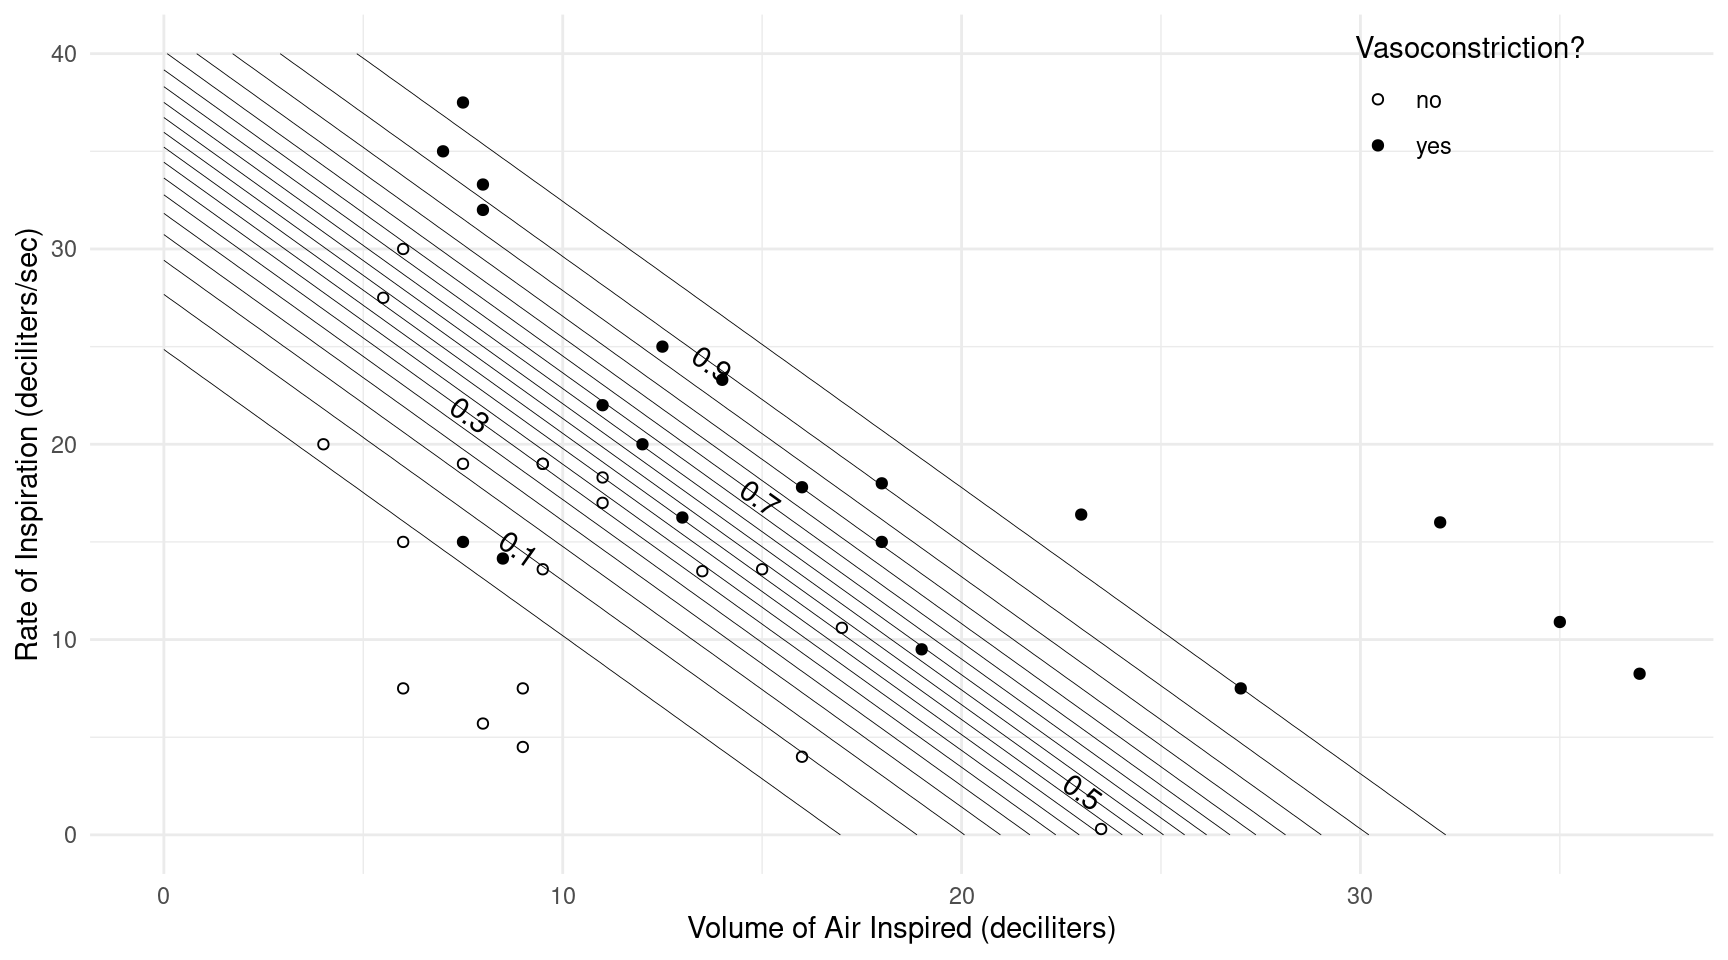 Vasoconstriction?
no
yes
Rate of Inspiration (deciliters/sec)
40
30
20
10
0
0.9
0.3
0.7
0.1
0.5
0
10
20
30
Volume of Air Inspired (deciliters)